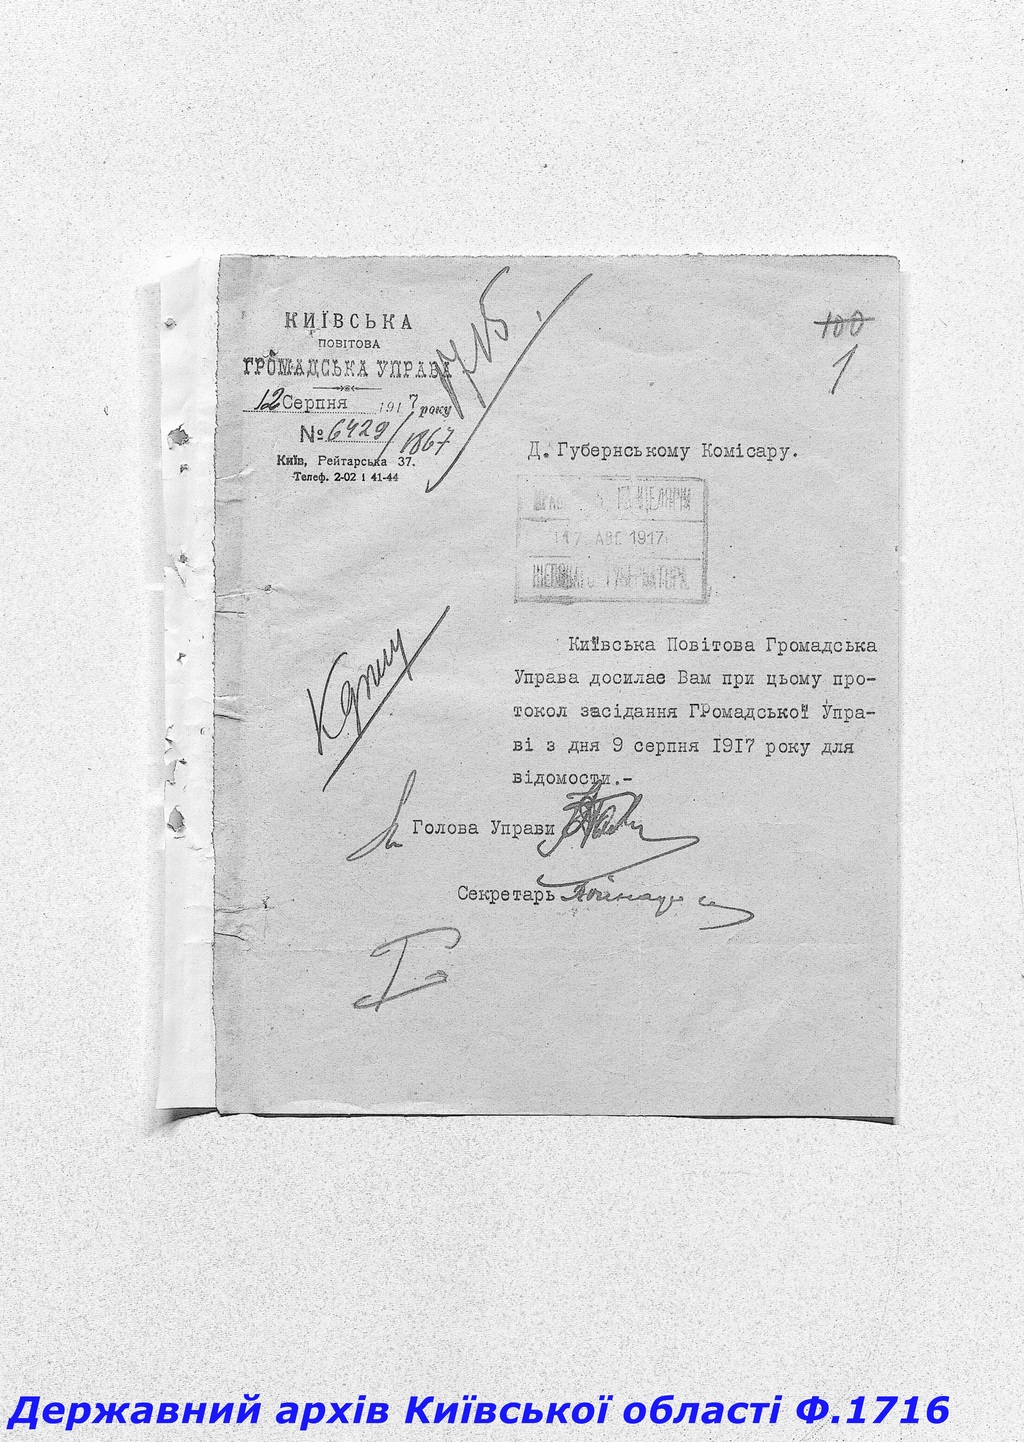 КИЇВСЬКА
ПОВІТОВА
ГРОМАДСЬКА УПРАВА
12 Серпня 1917 року
№ 6429/1867
Київ, Рейтарська 37.
Телеф. 2-02 і 41-44
100
1
Д. Губернському Комісару.
17 АВГ 1917
Київська Повітова Громадська
Управа досилає Вам при цьому про-
токол засідання ГРомадської Упра-
ві з дня 9 серпня 1917 року для
відомости.-
Голова Управи
Секретарь
Державний архів Київської області Ф.1716